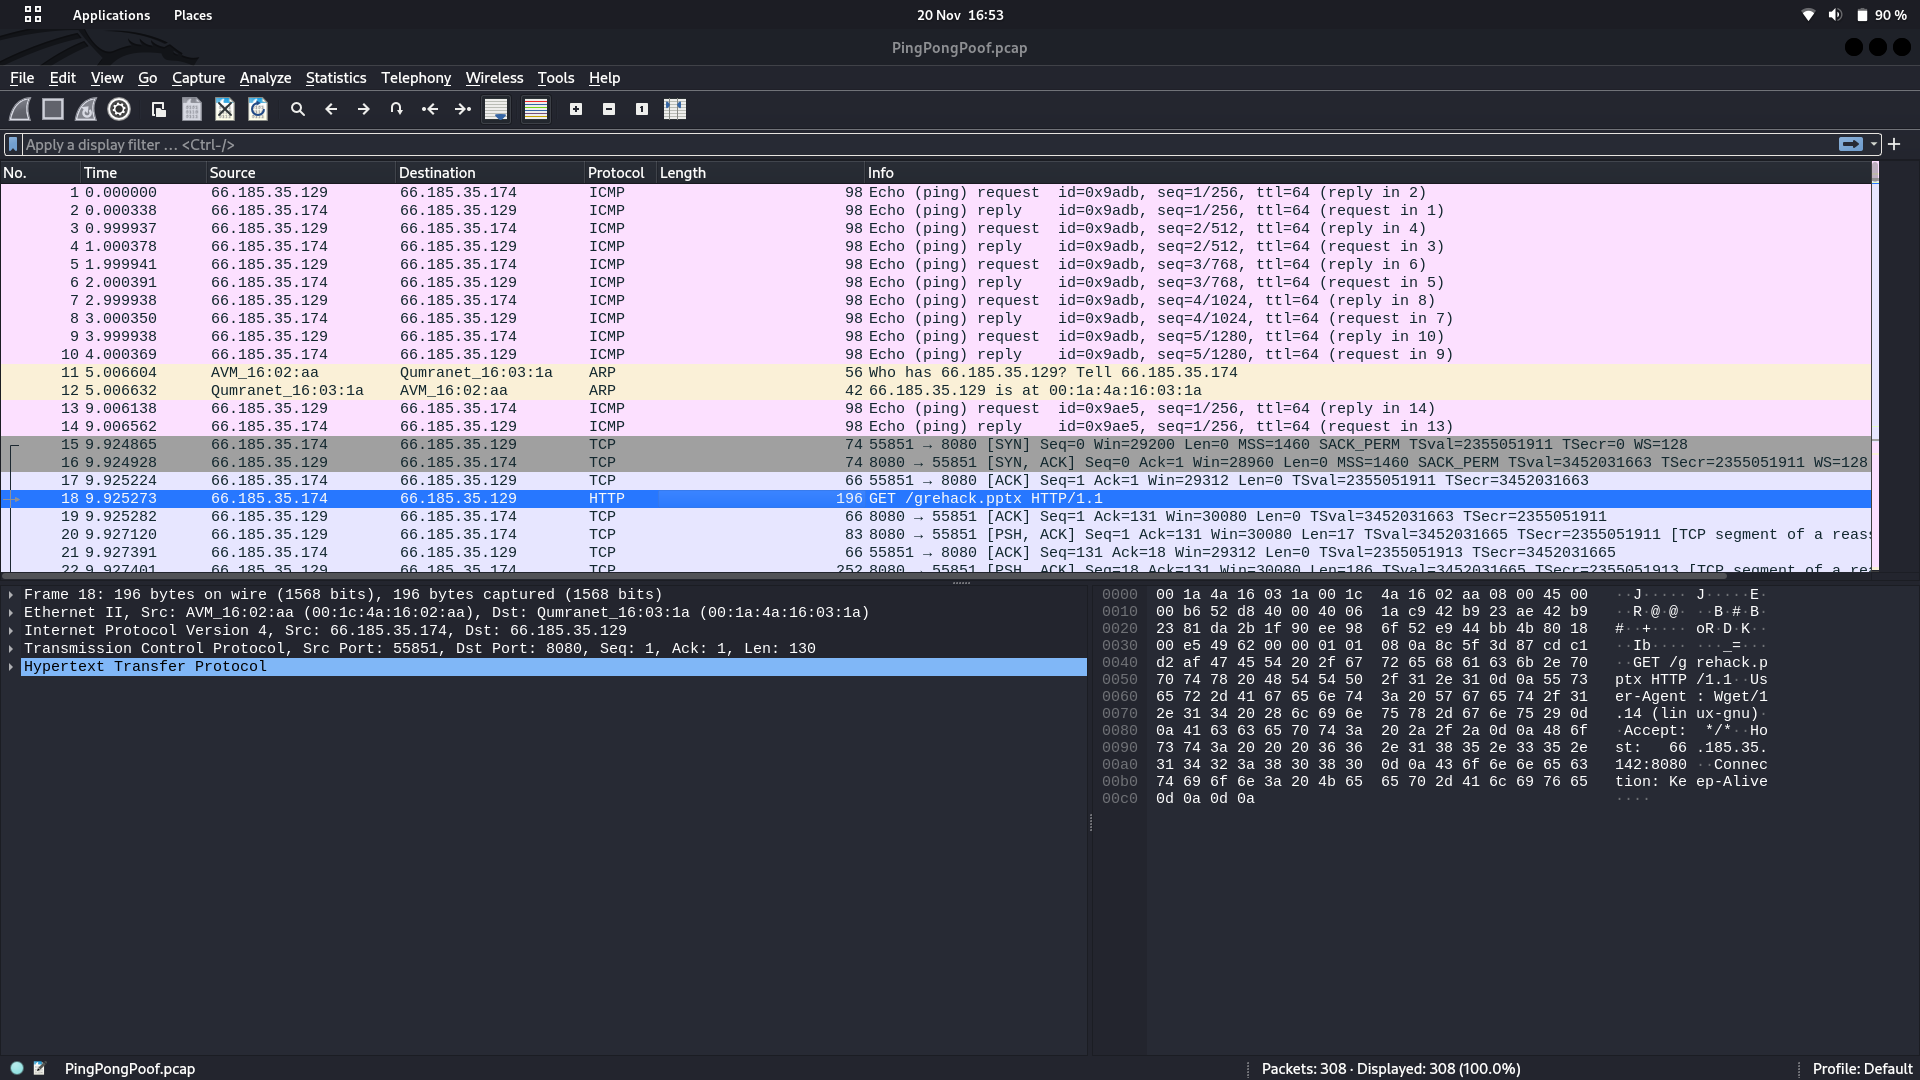 Applications Places 20 Nov 16:53 90 %
PingPongPoof.pcap
File Edit View Go Capture Analyze Statistics Telephony Wireless Tools Help
Apply a display filter … <Ctrl-/>
No. Time Source Destination Protocol Length Info
1 0.000000 66.185.35.129 66.185.35.174 ICMP 98 Echo (ping) request id=0x9adb, seq=1/256, ttl=64 (reply in 2)
2 0.000338 66.185.35.174 66.185.35.129 ICMP 98 Echo (ping) reply id=0x9adb, seq=1/256, ttl=64 (request in 1)
3 0.999937 66.185.35.129 66.185.35.174 ICMP 98 Echo (ping) request id=0x9adb, seq=2/512, ttl=64 (reply in 4)
4 1.000378 66.185.35.174 66.185.35.129 ICMP 98 Echo (ping) reply id=0x9adb, seq=2/512, ttl=64 (request in 3)
5 1.999941 66.185.35.129 66.185.35.174 ICMP 98 Echo (ping) request id=0x9adb, seq=3/768, ttl=64 (reply in 6)
6 2.000391 66.185.35.174 66.185.35.129 ICMP 98 Echo (ping) reply id=0x9adb, seq=3/768, ttl=64 (request in 5)
7 2.999938 66.185.35.129 66.185.35.174 ICMP 98 Echo (ping) request id=0x9adb, seq=4/1024, ttl=64 (reply in 8)
8 3.000350 66.185.35.174 66.185.35.129 ICMP 98 Echo (ping) reply id=0x9adb, seq=4/1024, ttl=64 (request in 7)
9 3.999938 66.185.35.129 66.185.35.174 ICMP 98 Echo (ping) request id=0x9adb, seq=5/1280, ttl=64 (reply in 10)
10 4.000369 66.185.35.174 66.185.35.129 ICMP 98 Echo (ping) reply id=0x9adb, seq=5/1280, ttl=64 (request in 9)
11 5.006604 AVM_16:02:aa Qumranet_16:03:1a ARP 56 Who has 66.185.35.129? Tell 66.185.35.174
12 5.006632 Qumranet_16:03:1a AVM_16:02:aa ARP 42 66.185.35.129 is at 00:1a:4a:16:03:1a
13 9.006138 66.185.35.129 66.185.35.174 ICMP 98 Echo (ping) request id=0x9ae5, seq=1/256, ttl=64 (reply in 14)
14 9.006562 66.185.35.174 66.185.35.129 ICMP 98 Echo (ping) reply id=0x9ae5, seq=1/256, ttl=64 (request in 13)
15 9.924865 66.185.35.174 66.185.35.129 TCP 74 55851 → 8080 [SYN] Seq=0 Win=29200 Len=0 MSS=1460 SACK_PERM TSval=2355051911 TSecr=0 WS=128
16 9.924928 66.185.35.129 66.185.35.174 TCP 74 8080 → 55851 [SYN, ACK] Seq=0 Ack=1 Win=28960 Len=0 MSS=1460 SACK_PERM TSval=3452031663 TSecr=2355051911 WS=128
17 9.925224 66.185.35.174 66.185.35.129 TCP 66 55851 → 8080 [ACK] Seq=1 Ack=1 Win=29312 Len=0 TSval=2355051911 TSecr=3452031663
18 9.925273 66.185.35.174 66.185.35.129 HTTP 196 GET /grehack.pptx HTTP/1.1
19 9.925282 66.185.35.129 66.185.35.174 TCP 66 8080 → 55851 [ACK] Seq=1 Ack=131 Win=30080 Len=0 TSval=3452031663 TSecr=2355051911
20 9.927120 66.185.35.129 66.185.35.174 TCP 83 8080 → 55851 [PSH, ACK] Seq=1 Ack=131 Win=30080 Len=17 TSval=3452031665 TSecr=2355051911 [TCP segment of a reas
21 9.927391 66.185.35.174 66.185.35.129 TCP 66 55851 → 8080 [ACK] Seq=131 Ack=18 Win=29312 Len=0 TSval=2355051913 TSecr=3452031665
22 9.927401 66.185.35.129 66.185.35.174 TCP 252 8080 → 55851 [PSH, ACK] Seq=18 Ack=131 Win=30080 Len=186 TSval=3452031665 TSecr=2355051913 [TCP segment of a rea
Frame 18: 196 bytes on wire (1568 bits), 196 bytes captured (1568 bits)
Ethernet II, Src: AVM_16:02:aa (00:1c:4a:16:02:aa), Dst: Qumranet_16:03:1a (00:1a:4a:16:03:1a)
Internet Protocol Version 4, Src: 66.185.35.174, Dst: 66.185.35.129
Transmission Control Protocol, Src Port: 55851, Dst Port: 8080, Seq: 1, Ack: 1, Len: 130
Hypertext Transfer Protocol
0000 00 1a 4a 16 03 1a 00 1c 4a 16 02 aa 08 00 45 00 ··J····· J·····E·
0010 00 b6 52 d8 40 00 40 06 1a c9 42 b9 23 ae 42 b9 ··R·@·@· ··B·#·B·
0020 23 81 da 2b 1f 90 ee 98 6f 52 e9 44 bb 4b 80 18 #··+···· oR·D·K··
0030 00 e5 49 62 00 00 01 01 08 0a 8c 5f 3d 87 cd c1 ··Ib···· ···_=···
0040 d2 af 47 45 54 20 2f 67 72 65 68 61 63 6b 2e 70 ··GET /g rehack.p
0050 70 74 78 20 48 54 54 50 2f 31 2e 31 0d 0a 55 73 ptx HTTP /1.1··Us
0060 65 72 2d 41 67 65 6e 74 3a 20 57 67 65 74 2f 31 er-Agent : Wget/1
0070 2e 31 34 20 28 6c 69 6e 75 78 2d 67 6e 75 29 0d .14 (lin ux-gnu)·
0080 0a 41 63 63 65 70 74 3a 20 2a 2f 2a 0d 0a 48 6f ·Accept: */*··Ho
0090 73 74 3a 20 20 20 36 36 2e 31 38 35 2e 33 35 2e st:   66 .185.35.
00a0 31 34 32 3a 38 30 38 30 0d 0a 43 6f 6e 6e 65 63 142:8080 ··Connec
00b0 74 69 6f 6e 3a 20 4b 65 65 70 2d 41 6c 69 76 65 tion: Ke ep-Alive
00c0 0d 0a 0d 0a ····
PingPongPoof.pcap Packets: 308 · Displayed: 308 (100.0%) Profile: Default